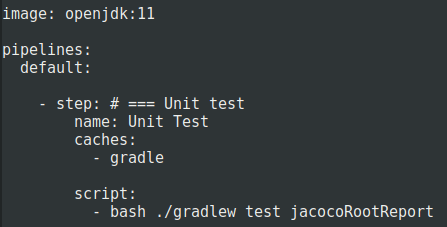 image: openjdk:11
pipelines:
  default:
    - step: # === Unit test
        name: Unit Test
        caches:
          - gradle
        script:
          - bash ./gradlew test jacocoRootReport